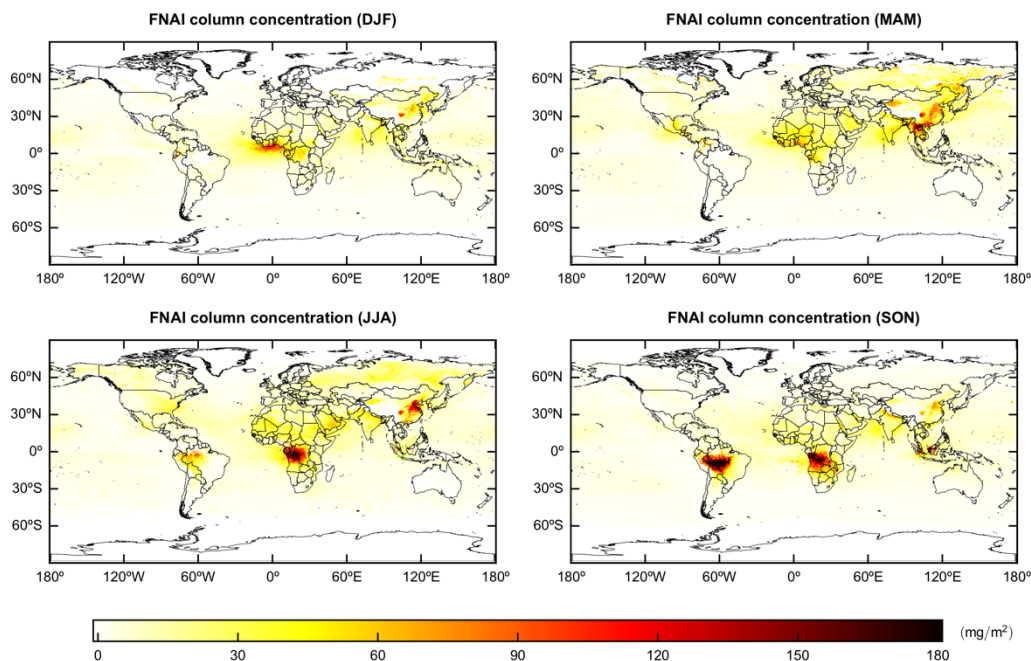 FNAI column concentration (DJF)
FNAI column concentration (MAM)
60ºN
30ºN
0º
30ºS
60ºS
180º 120ºW 60ºW 0º 60ºE 120ºE 180º
60ºN
30ºN
0º
30ºS
60ºS
180º 120ºW 60ºW 0º 60ºE 120ºE 180º
FNAI column concentration (JJA)
FNAI column concentration (SON)
60ºN
30ºN
0º
30ºS
60ºS
180º 120ºW 60ºW 0º 60ºE 120ºE 180º
60ºN
30ºN
0º
30ºS
60ºS
180º 120ºW 60ºW 0º 60ºE 120ºE 180º
(mg/m²)
0 30 60 90 120 150 180